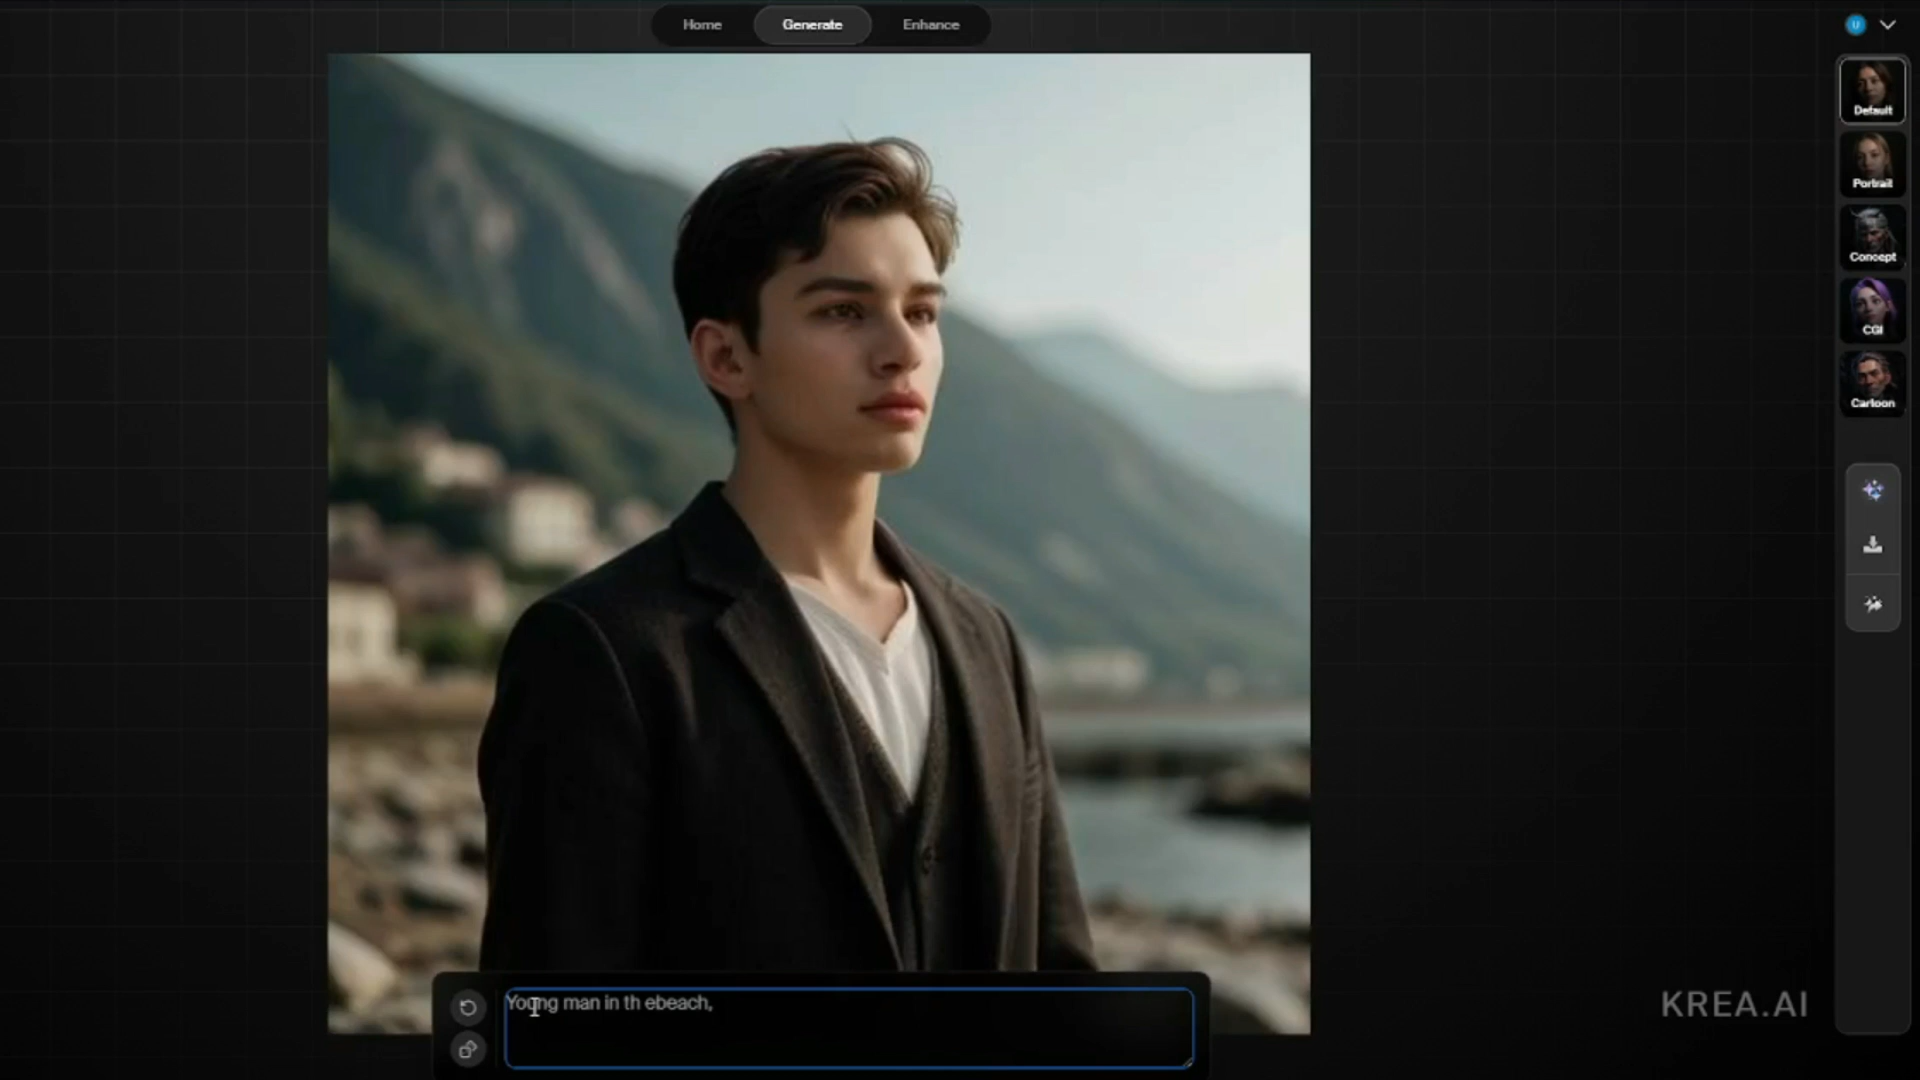 Home
Generate
Enhance
U
Default
Portrait
Concept
CGI
Cartoon
Young man in th ebeach,
KREA.AI